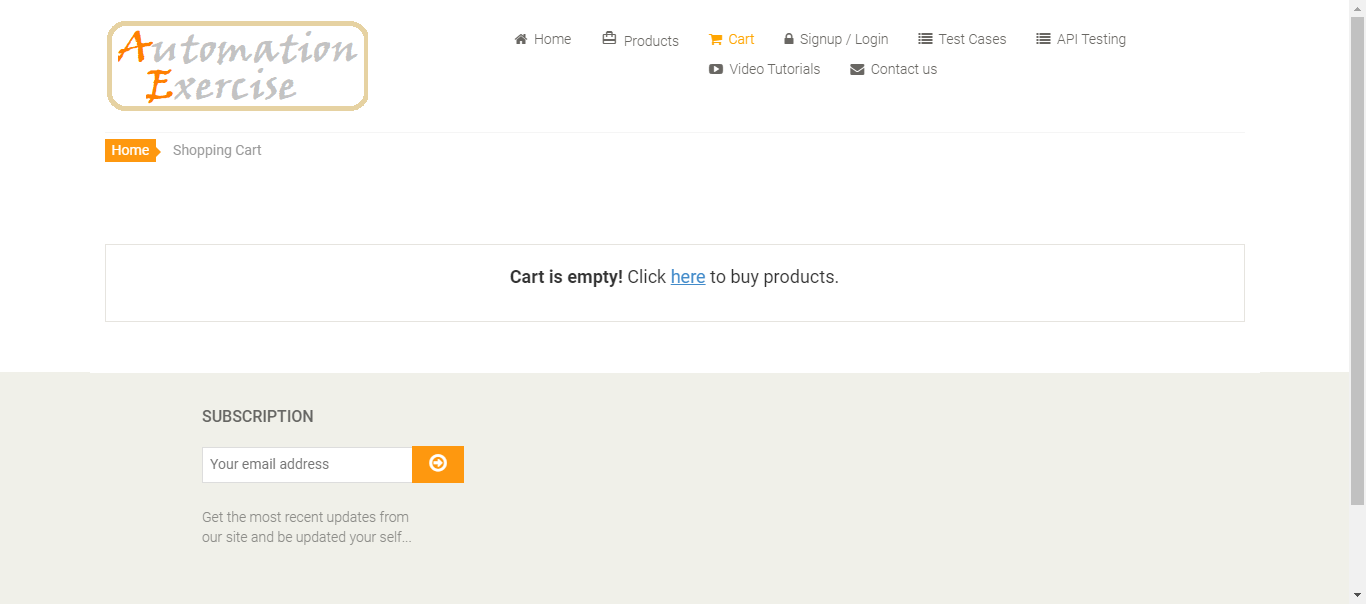 Automation
Exercise
Home Products Cart Signup / Login Test Cases API Testing
Video Tutorials Contact us
Home Shopping Cart
Cart is empty! Click here to buy products.
SUBSCRIPTION
Your email address
Get the most recent updates from
our site and be updated your self...